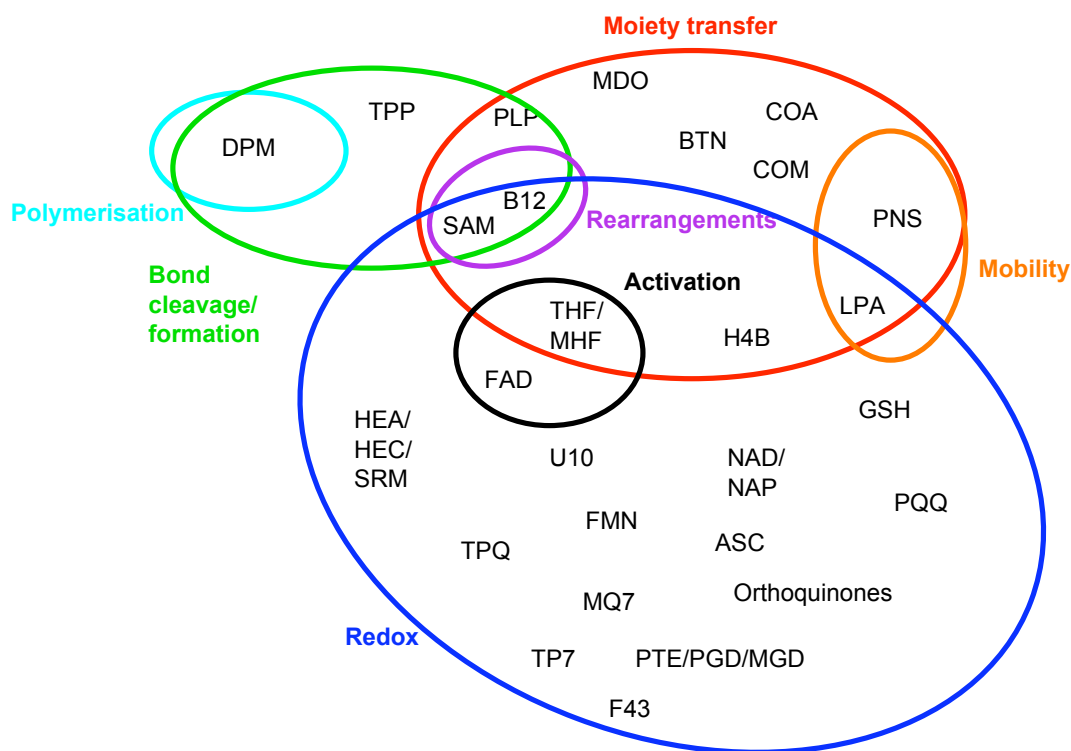 Moiety transfer
MDO
TPP
PLP
COA
BTN
DPM
COM
B12
PNS
Polymerisation
SAM
Rearrangements
Mobility
Bond
cleavage/
formation
Activation
THF/
MHF
LPA
H4B
FAD
GSH
HEA/
HEC/
SRM
U10
NAD/
NAP
PQQ
FMN
ASC
TPQ
Orthoquinones
MQ7
Redox
TP7
PTE/PGD/MGD
F43